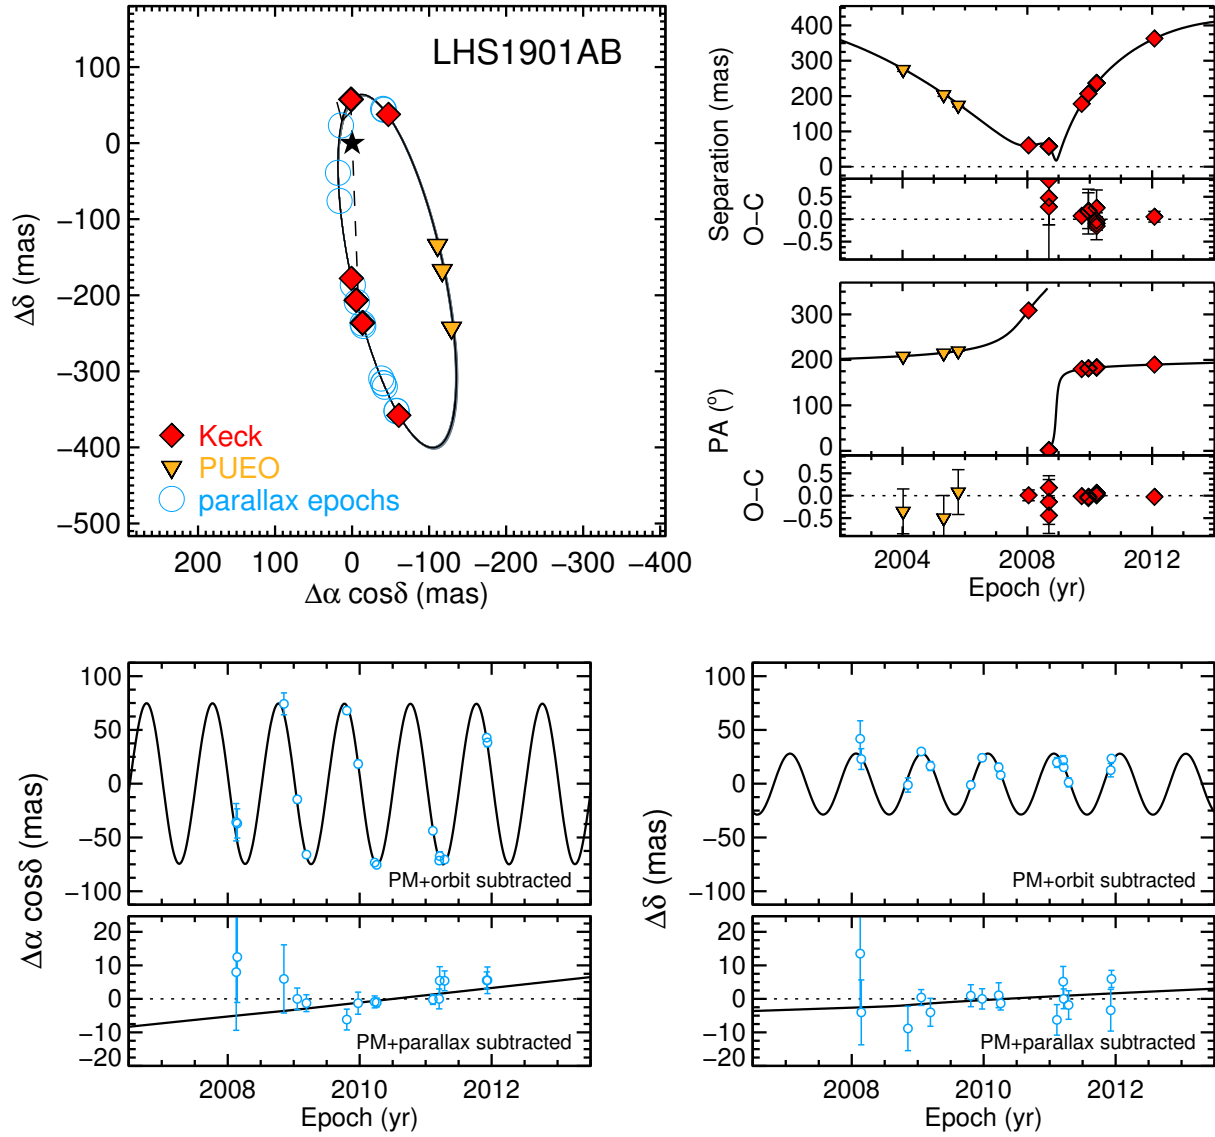 LHS1901AB
100
0
−100
−200
−300
−400
−500
Δδ (mas)
Keck
PUEO
parallax epochs
200 100 0 −100 −200 −300 −400
Δα cosδ (mas)
400
300
200
100
0
Separation (mas)
0.5
0.0
−0.5
O−C
300
200
100
0
PA (°)
0.5
0.0
−0.5
O−C
2004 2006 2008 2010 2012
Epoch (yr)
100
50
0
−50
−100
PM+orbit subtracted
Δα cosδ (mas)
20
10
0
−10
−20
PM+parallax subtracted
2008 2010 2012
Epoch (yr)
100
50
0
−50
−100
PM+orbit subtracted
Δδ (mas)
20
10
0
−10
−20
PM+parallax subtracted
2008 2010 2012
Epoch (yr)